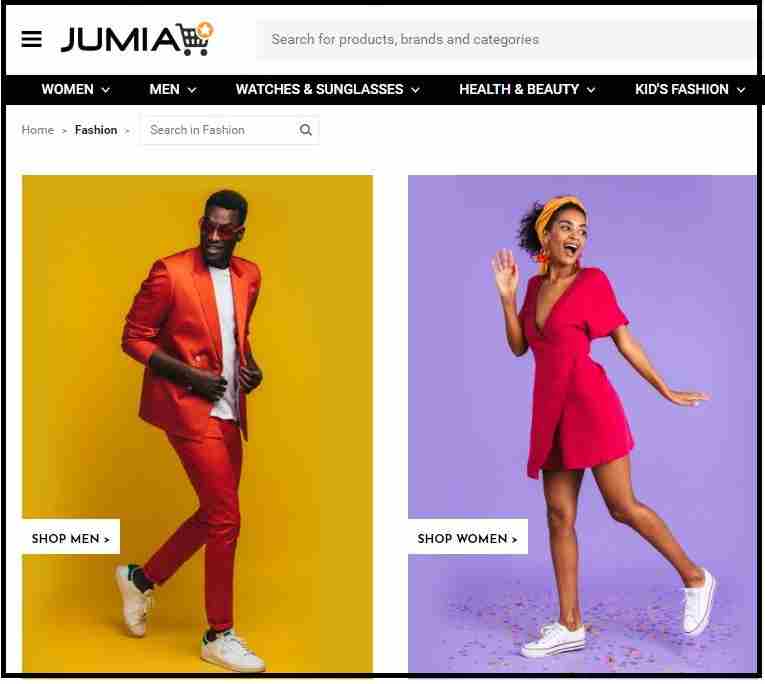 JUMIA
Search for products, brands and categories
WOMEN MEN WATCHES & SUNGLASSES HEALTH & BEAUTY KID'S FASHION
Home > Fashion > Search in Fashion
SHOP MEN > SHOP WOMEN >